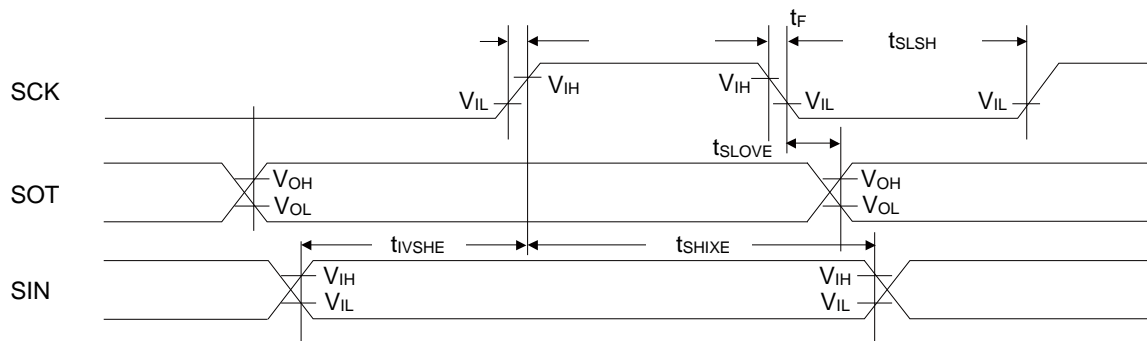 tF
tSLSH
SCK
VIH
VIH
VIL
VIL
VIL
tSLOVE
SOT
VOH
VOH
VOL
VOL
tIVSHE
tSHIXE
SIN
VIH
VIH
VIL
VIL